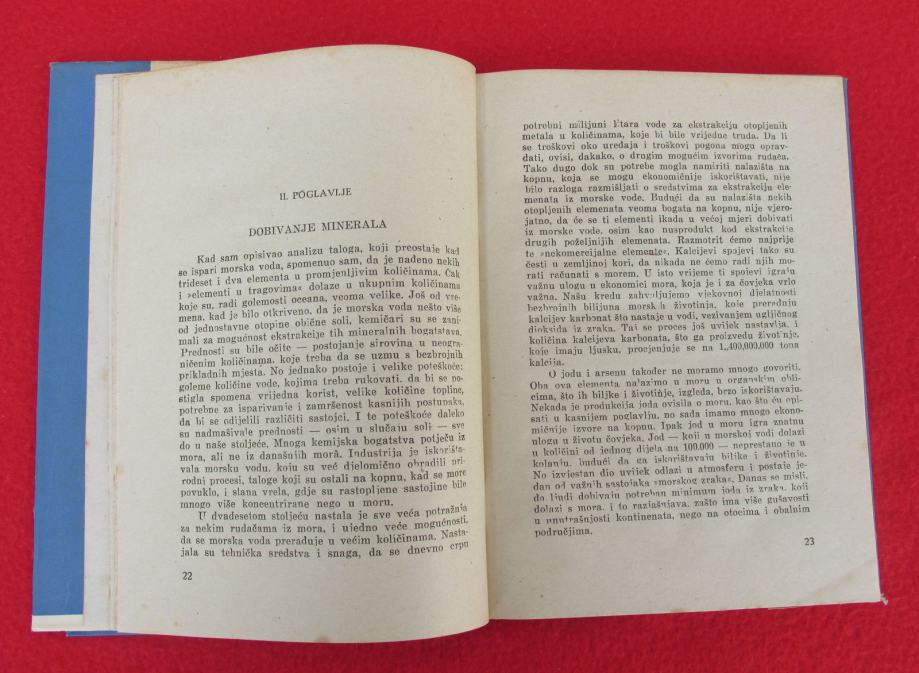 II. POGLAVLJE
DOBIVANJE MINERALA
Kad sam opisivao analizu taloga, koji preostaje kad
se ispari morska voda, spomenuo sam, da je nađeno nekih
trideset i dva elementa u promjenljivim količinama. Čak
i »elementi u tragovima« dolaze u ukupnim količinama
koje su, radi golemosti oceana, veoma velike. Još od vre-
mena, kad je bilo otkriveno, da je morska voda nešto više
od jednostavne otopine obične soli, kemičari su se zani-
mali za mogućnost ekstrakcije tih mineralnih bogatstava.
Prednosti su bile očite — postojanje sirovina u neogra-
ničenim količinama, koje treba da se uzmu s bezbrojnih
prikladnih mjesta. No jednako postoje i velike poteškoće:
goleme količine vode, kojima treba rukovati, da bi se po-
stigla spomena vrijedna korist, velike količine topline,
potrebne za isparivanje i zamršenost kasnijih postupaka,
da bi se odijelili različiti sastojci. I te poteškoće daleko
su nadmašivale prednosti — osim u slučaju soli — sve
do u naše stoljeće. Mnoga kemijska bogatstva potječu iz
mora, ali ne iz današnjih morâ. Industrija je iskorišta-
vala morsku vodu, koju su već djelomično obradili pri-
rodni procesi, taloge koji su ostali na kopnu, kad se more
povuklo, i slana vrela, gdje su rastopljene sastojine bile
mnogo više koncentrirane nego u moru.
U dvadesetom stoljeću nastala je sve veća potražnja
za nekim rudačama iz mora, i ujedno veće mogućnosti,
da se morska voda prerađuje u većim količinama. Nasta-
jala su tehnička sredstva i snaga, da se dnevno crpu
22
potrebni milijuni litara vode za ekstrakciju otopljenih
metala u količinama, koje bi bile vrijedne truda. Da li
se troškovi oko uređaja i troškovi pogona mogu oprav-
dati, ovisi, dakako, o drugim mogućim izvorima rudača.
Tako dugo dok su potrebe mogla namiriti nalazišta na
kopnu, koja se mogu ekonomičnije iskorištavati, nije
bilo razloga razmišljati o sredstvima za ekstrakciju ele-
menata iz morske vode. Budući da su nalazišta nekih
otopljenih elemenata veoma bogata na kopnu, nije vjero-
jatno, da će se ti elementi ikada u većoj mjeri dobivati
iz morske vode, osim kao nusprodukt kod ekstrakcije
drugih poželjnijih elemenata. Razmotrit ćemo najprije
te »nekomercijalne elemente«. Kalcijevi spojevi tako su
česti u zemljinoj kori, da nikada ne ćemo radi njih mo-
rati računati s morem. U isto vrijeme ti spojevi igraju
važnu ulogu u ekonomici mora, koja je i za čovjeka vrlo
važna. Našu kredu zahvaljujemo vjekovnoj djelatnosti
bezbrojnih bilijuna morskih životinja, koje prerađuju
kalcijev karbonat što nastaje u vodi, vezivanjem ugljičnog
dioksida iz zraka. Taj se proces još uvijek nastavlja, i
količina kalcijeva karbonata, što ga proizvedu životinje,
koje imaju ljusku, procjenjuje se na 1,400,000.000 tona
kalcija.
O jodu i arsenu također ne moramo mnogo govoriti.
Oba ova elementa nalazimo u moru u organskim obli-
cima, što ih biljke i životinje, izgleda, brzo iskorištavaju.
Nekada je produkcija joda ovisila o moru, kao što ću opi-
sati u kasnijem poglavlju, no sada imamo mnogo ekono-
mičnije izvore na kopnu. Ipak jod u moru igra znatnu
ulogu u životu čovjeka. Jod — koji u morskoj vodi dolazi
u količini od jednog dijela na 100.000 — neprestano je u
kolanju, budući da ga iskorištavaju biljke i životinje.
No izvjestan dio uvijek odlazi u atmosferu i postaje je-
dan od važnih sastojaka »morskog zraka«. Danas se misli,
da ljudi dobivaju potreban minimum joda iz zraka, koji
dolazi s mora, i to razjašnjava, zašto ima više gušavosti
u unutrašnjosti kontinenata, nego na otocima i obalnim
područjima.
23